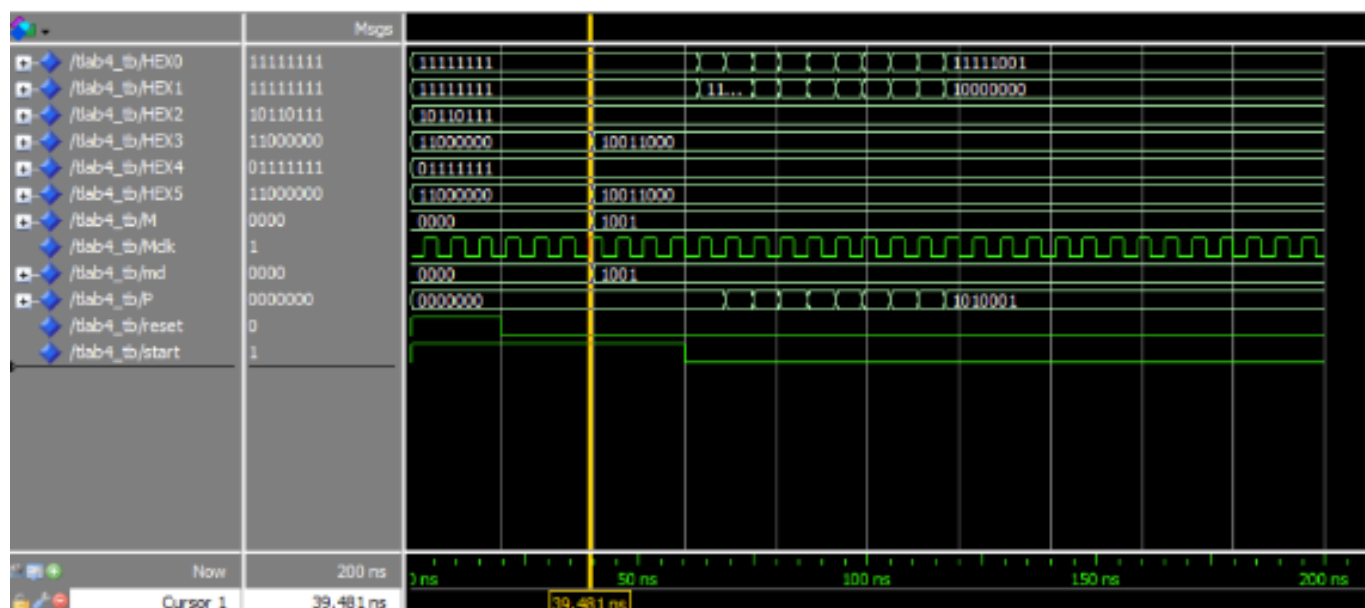 Msgs
/tlab4_tb/HEX0 11111111 11111111 11111001
/tlab4_tb/HEX1 11111111 11111111 11... 10000000
/tlab4_tb/HEX2 10110111 10110111
/tlab4_tb/HEX3 11000000 11000000 10011000
/tlab4_tb/HEX4 01111111 01111111
/tlab4_tb/HEX5 11000000 11000000 10011000
/tlab4_tb/M 0000 0000 1001
/tlab4_tb/Mclk 1
/tlab4_tb/md 0000 0000 1001
/tlab4_tb/P 0000000 0000000 1010001
/tlab4_tb/reset 0
/tlab4_tb/start 1
Now 200 ns 0 ns 50 ns 100 ns 150 ns 200 ns
Cursor 1 39.481 ns 39.481 ns